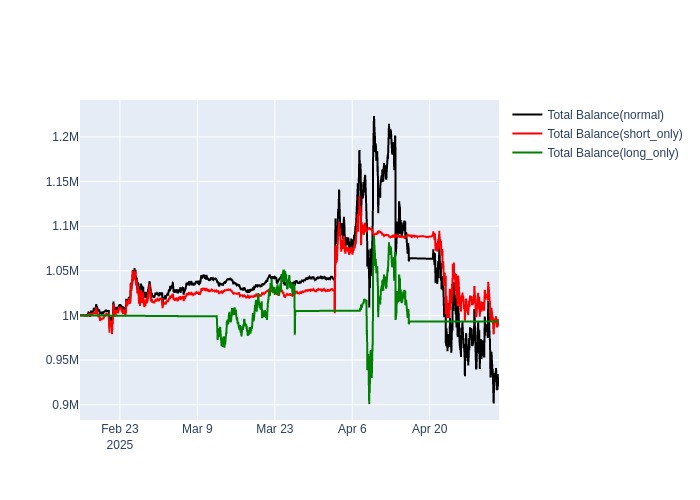 1.2M
1.15M
1.1M
1.05M
1M
0.95M
0.9M
Feb 23
2025
Mar 9
Mar 23
Apr 6
Apr 20
Total Balance(normal)
Total Balance(short_only)
Total Balance(long_only)